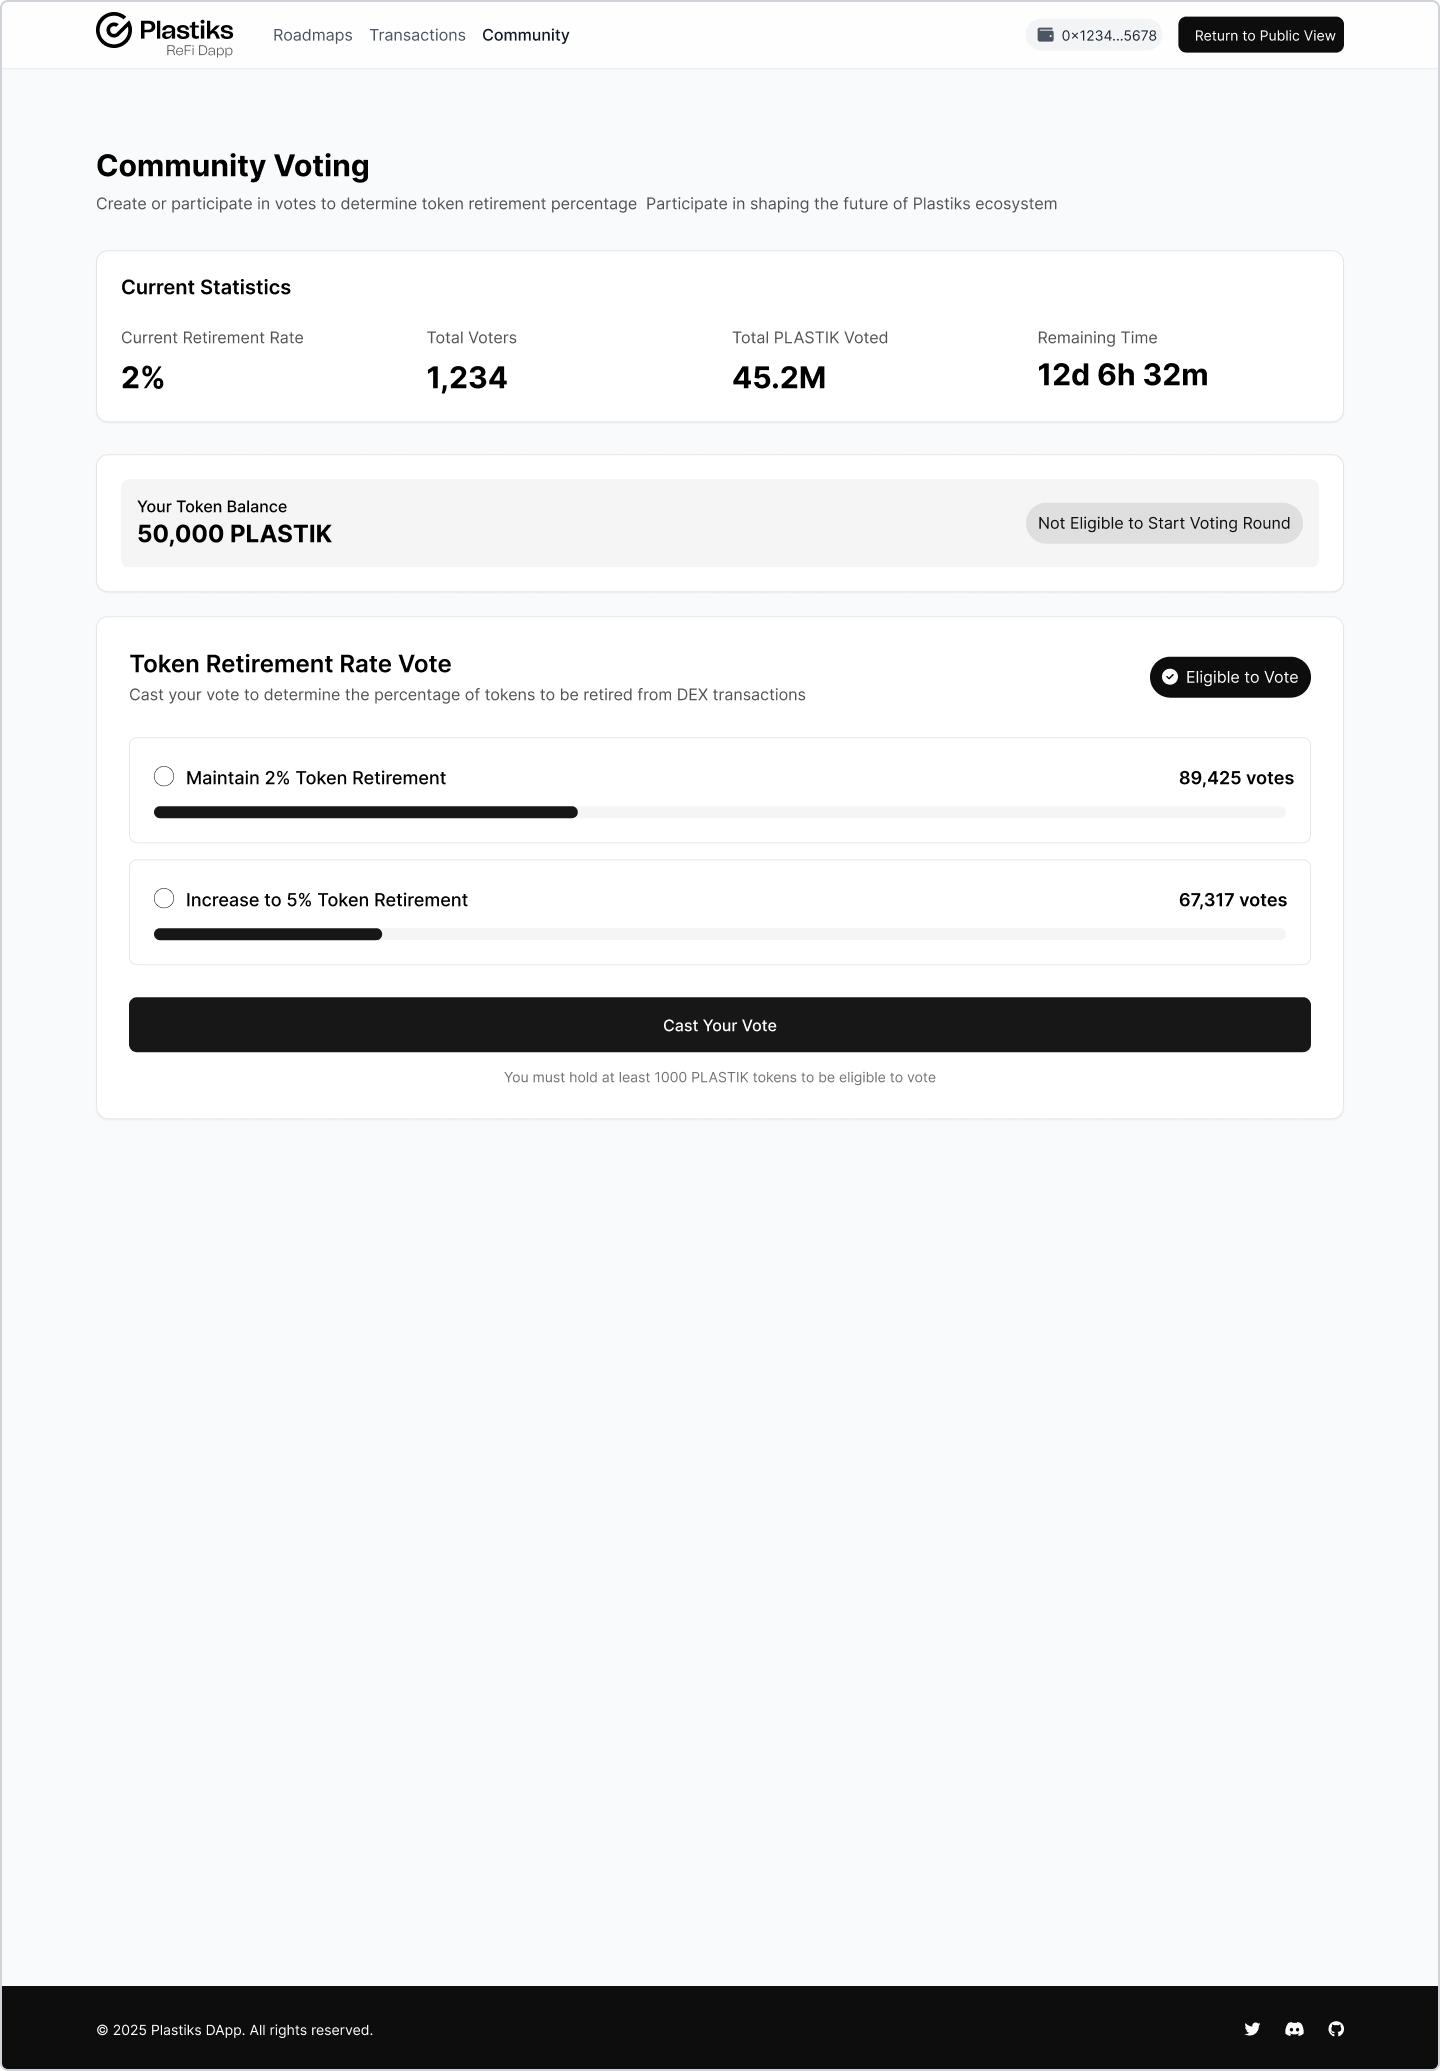 Plastiks
ReFi Dapp
Roadmaps Transactions Community
0×1234...5678
Return to Public View
Community Voting
Create or participate in votes to determine token retirement percentage  Participate in shaping the future of Plastiks ecosystem
Current Statistics
Current Retirement Rate
2%
Total Voters
1,234
Total PLASTIK Voted
45.2M
Remaining Time
12d 6h 32m
Your Token Balance
50,000 PLASTIK
Not Eligible to Start Voting Round
Token Retirement Rate Vote
Cast your vote to determine the percentage of tokens to be retired from DEX transactions
Eligible to Vote
Maintain 2% Token Retirement
89,425 votes
Increase to 5% Token Retirement
67,317 votes
Cast Your Vote
You must hold at least 1000 PLASTIK tokens to be eligible to vote
© 2025 Plastiks DApp. All rights reserved.